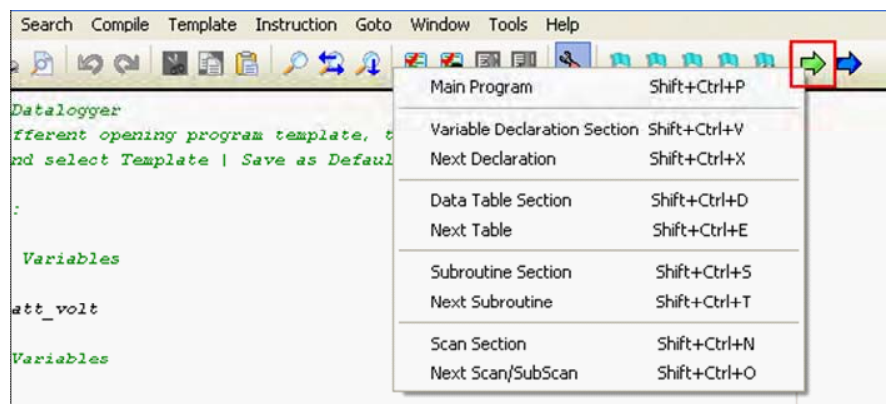 Search Compile Template Instruction Goto Window Tools Help
Main Program Shift+Ctrl+P
Datalogger
fferent opening program template, t
Variable Declaration Section Shift+Ctrl+V
nd select Template | Save as Defaul
Next Declaration Shift+Ctrl+X
Data Table Section Shift+Ctrl+D
:
Next Table Shift+Ctrl+E
Variables
Subroutine Section Shift+Ctrl+S
att_volt
Next Subroutine Shift+Ctrl+T
Scan Section Shift+Ctrl+N
Variables
Next Scan/SubScan Shift+Ctrl+O